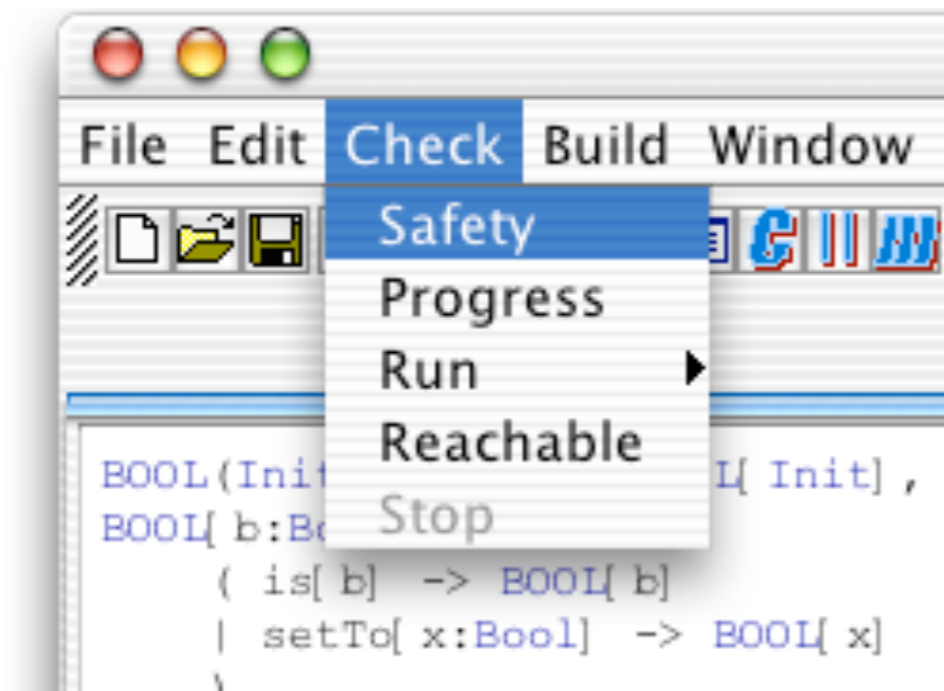 File Edit Check Build Window
Safety
Progress
Run
Reachable
Stop
BOOL(Init L[ Init],
BOOL[ b:Bo
( is[ b] -> BOOL[ b]
| setTo[ x:Bool] -> BOOL[ x]
)